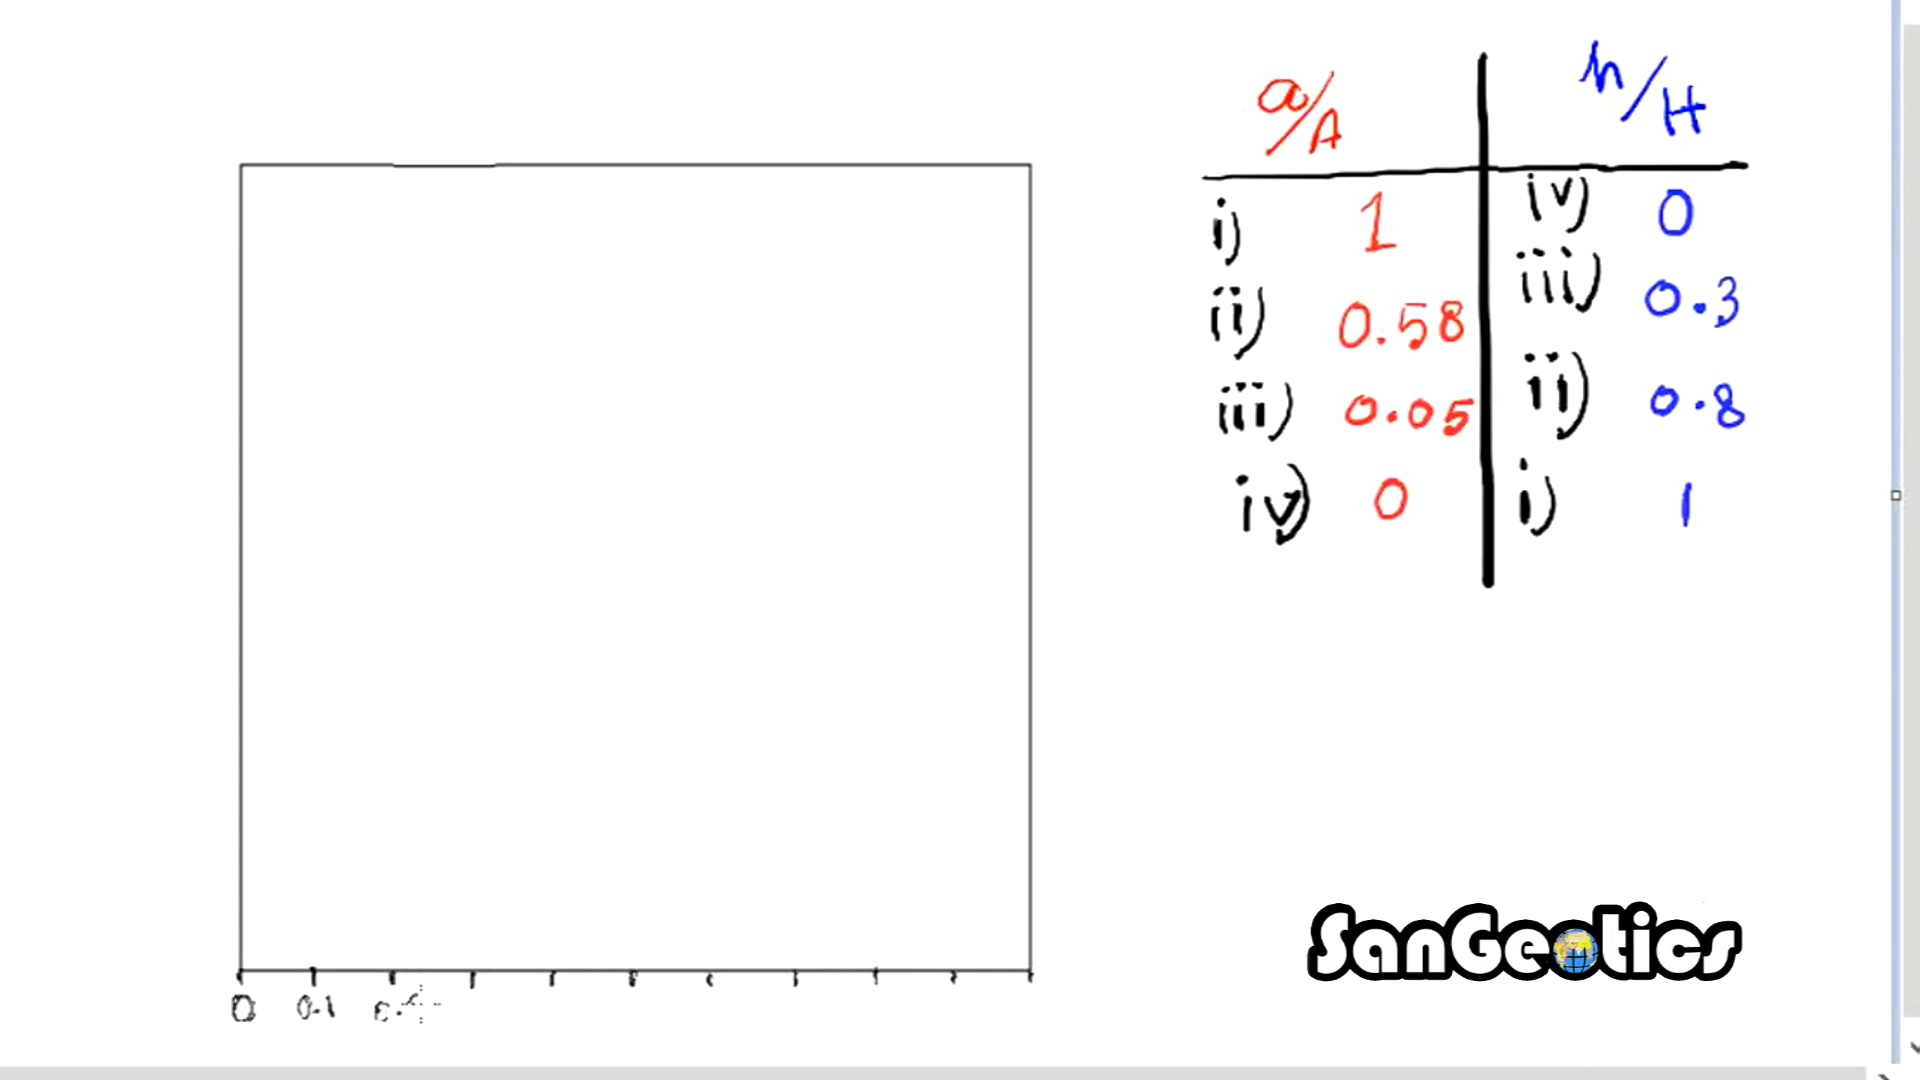 a/A h/H
i) 1 iv) 0
ii) 0.58 iii) 0.3
iii) 0.05 ii) 0.8
iv) 0 i) 1
SanGeotics
0 0.1